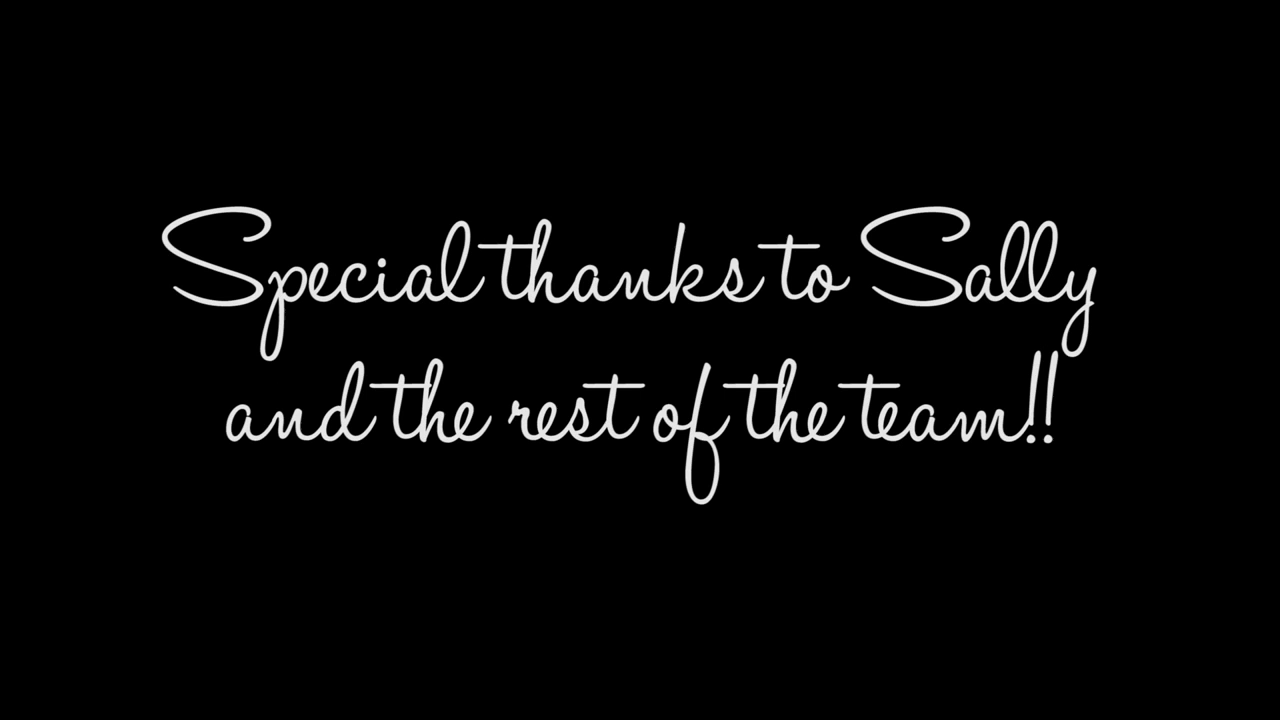 Special thanks to Sally
and the rest of the team!!